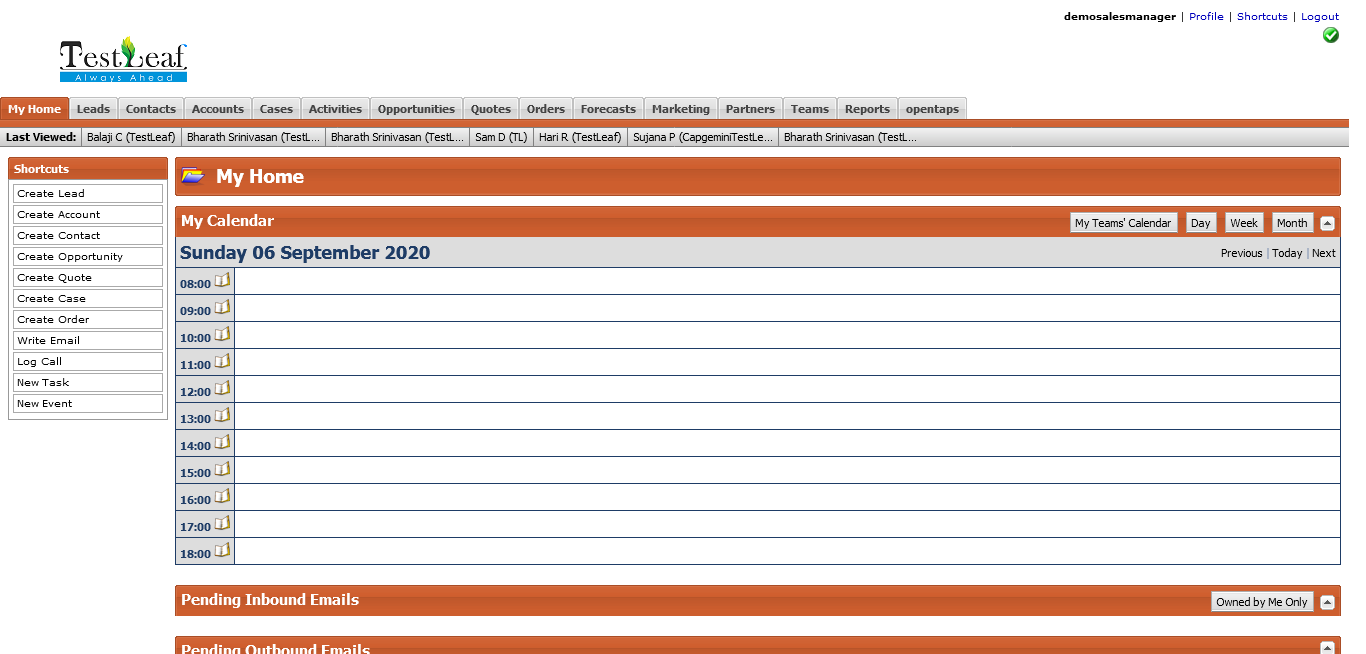 demosalesmanager | Profile | Shortcuts | Logout
TestLeaf
Always Ahead
My Home Leads Contacts Accounts Cases Activities Opportunities Quotes Orders Forecasts Marketing Partners Teams Reports opentaps
Last Viewed: Balaji C (TestLeaf) Bharath Srinivasan (TestL... Bharath Srinivasan (TestL... Sam D (TL) Hari R (TestLeaf) Sujana P (CapgeminiTestLe... Bharath Srinivasan (TestL...
Shortcuts
Create Lead
Create Account
Create Contact
Create Opportunity
Create Quote
Create Case
Create Order
Write Email
Log Call
New Task
New Event
My Home
My Calendar My Teams' Calendar Day Week Month
Sunday 06 September 2020 Previous | Today | Next
08:00
09:00
10:00
11:00
12:00
13:00
14:00
15:00
16:00
17:00
18:00
Pending Inbound Emails Owned by Me Only
Pending Outbound Emails